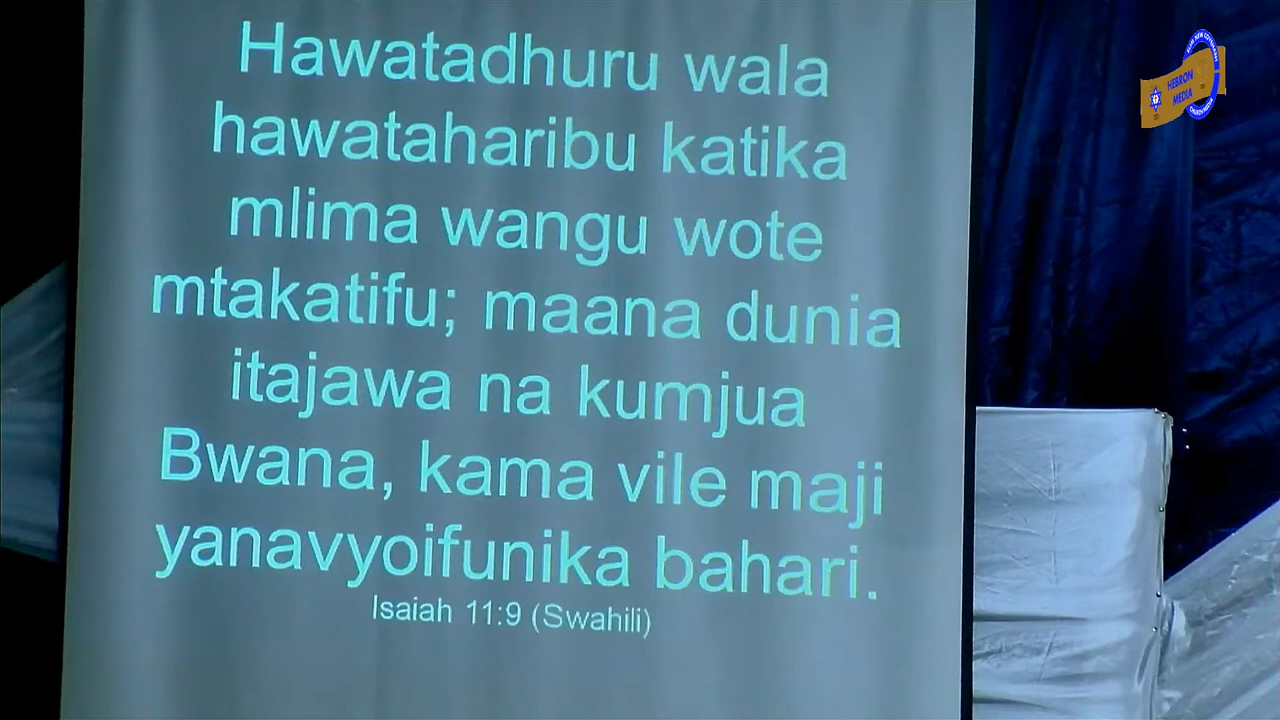 Hawatadhuru wala
hawataharibu katika
mlima wangu wote
mtakatifu; maana dunia
itajawa na kumjua
Bwana, kama vile maji
yanavyoifunika bahari.
Isaiah 11:9 (Swahili)
HEBRON
MEDIA